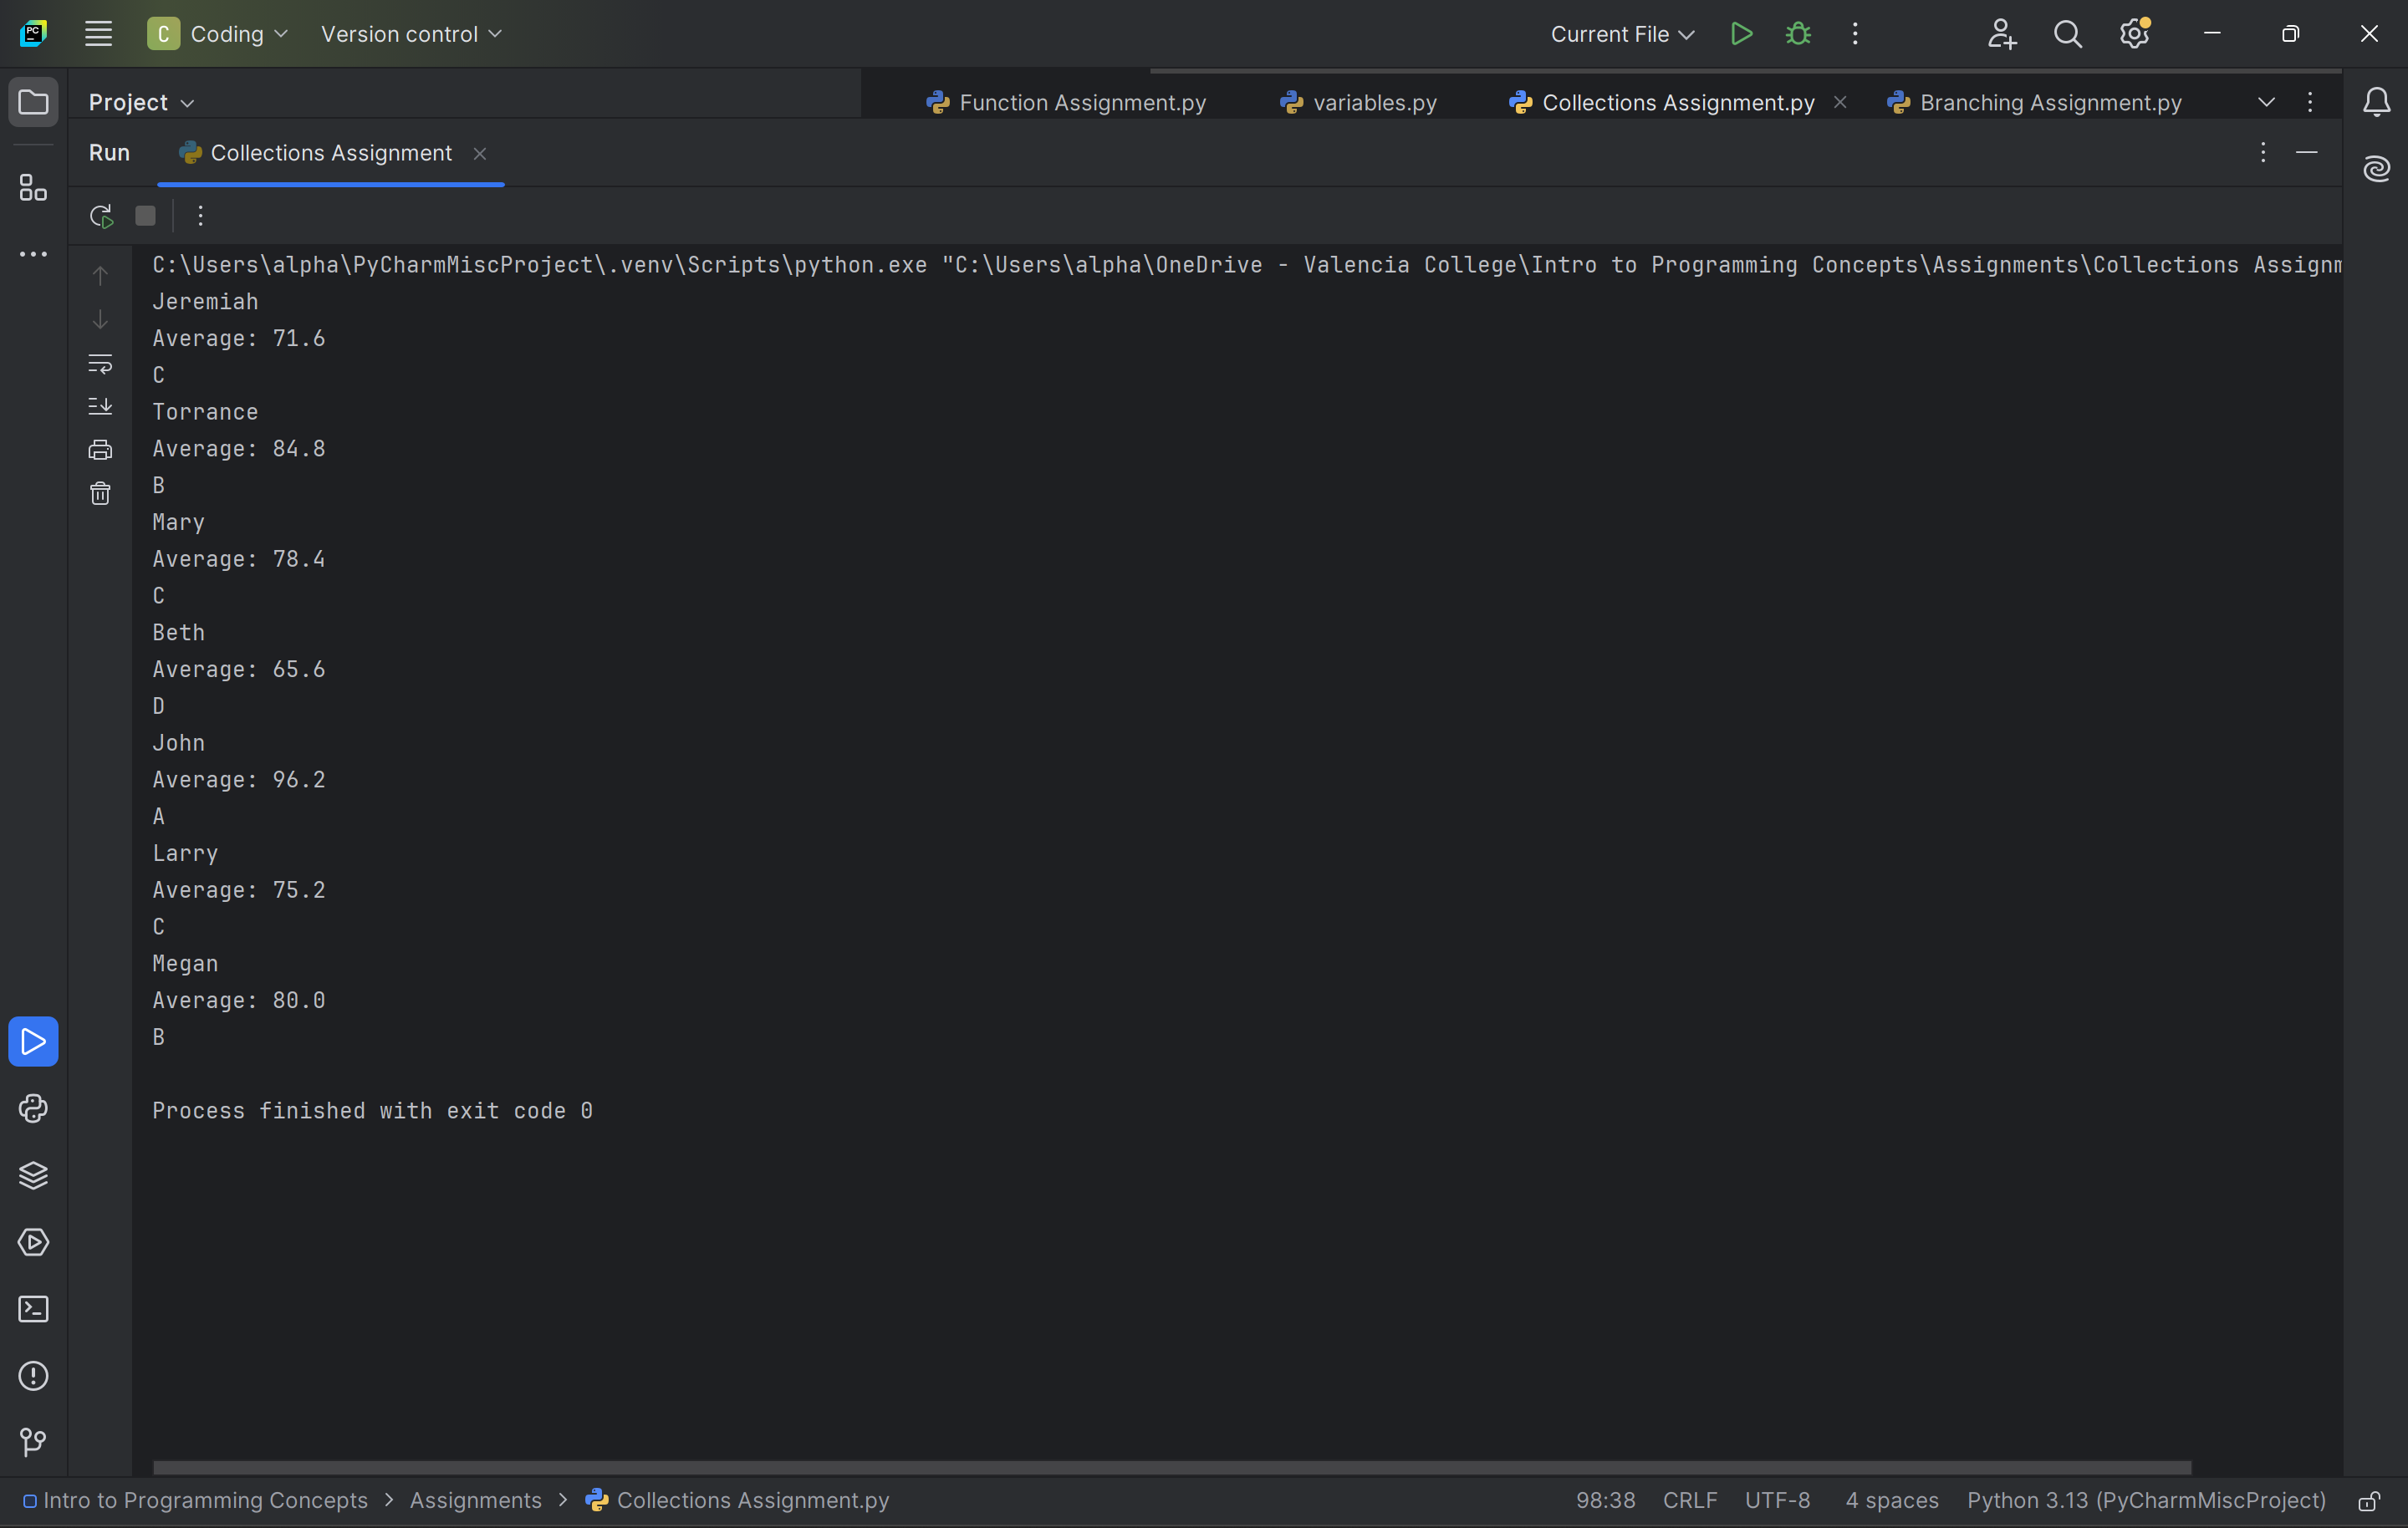 PC
C Coding Version control Current File
Project Function Assignment.py variables.py Collections Assignment.py Branching Assignment.py
Run Collections Assignment
C:\Users\alpha\PyCharmMiscProject\.venv\Scripts\python.exe "C:\Users\alpha\OneDrive - Valencia College\Intro to Programming Concepts\Assignments\Collections Assignm
Jeremiah
Average: 71.6
C
Torrance
Average: 84.8
B
Mary
Average: 78.4
C
Beth
Average: 65.6
D
John
Average: 96.2
A
Larry
Average: 75.2
C
Megan
Average: 80.0
B
Process finished with exit code 0
Intro to Programming Concepts > Assignments > Collections Assignment.py 98:38 CRLF UTF-8 4 spaces Python 3.13 (PyCharmMiscProject)